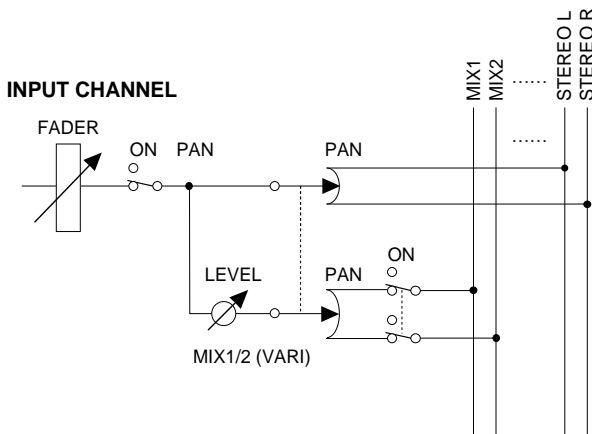 INPUT CHANNEL
FADER
ON
PAN
PAN
MIX1
MIX2
......
STEREO L
STEREO R
......
LEVEL
PAN
ON
MIX1/2 (VARI)